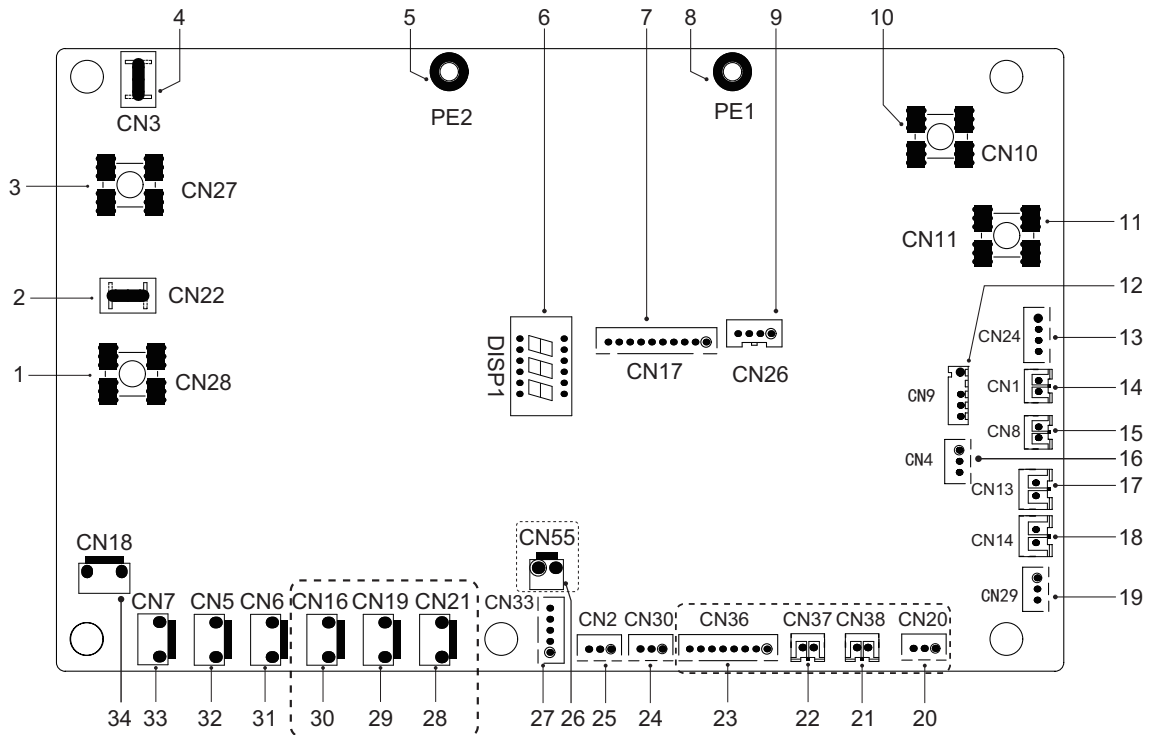 4 5 6 7 8 9 10
CN3 PE2 PE1
CN10
3 CN27
CN11 11
12
2 CN22
DISP1 CN17 CN26
CN24 13
1 CN28
CN9 CN1 14
CN8 15
CN4 16
CN13 17
CN14 18
CN18 CN55
CN29 19
CN7 CN5 CN6 CN16 CN19 CN21 CN33 CN2 CN30 CN36 CN37 CN38 CN20
34 33 32 31 30 29 28 27 26 25 24 23 22 21 20